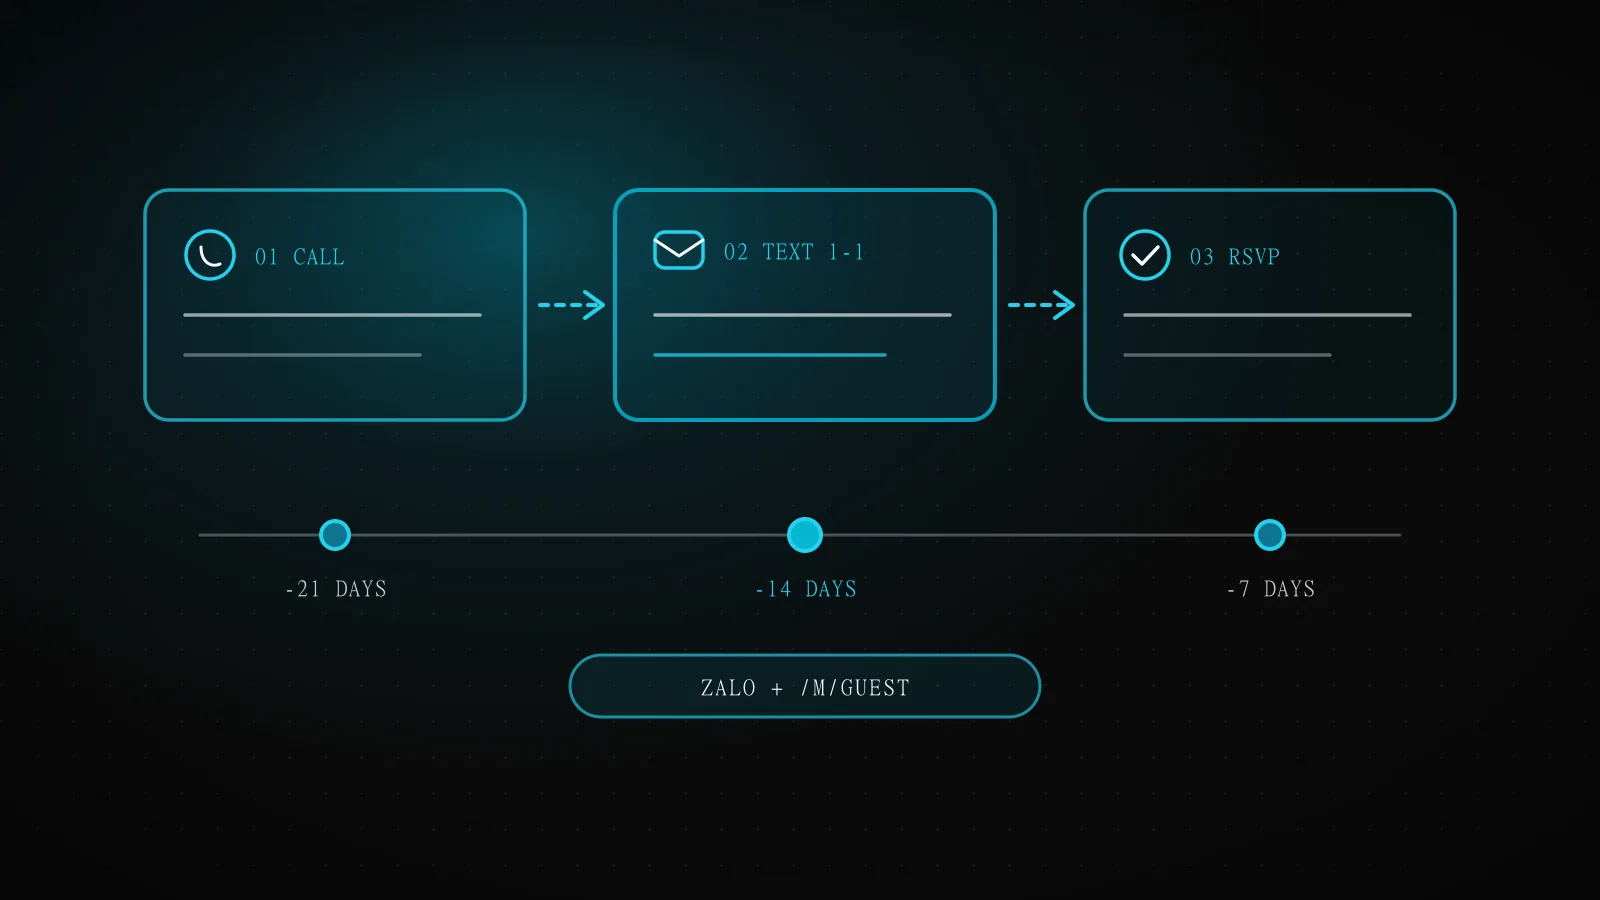 01 CALL
02 TEXT 1-1
03 RSVP
-21 DAYS
-14 DAYS
-7 DAYS
ZALO + /M/GUEST